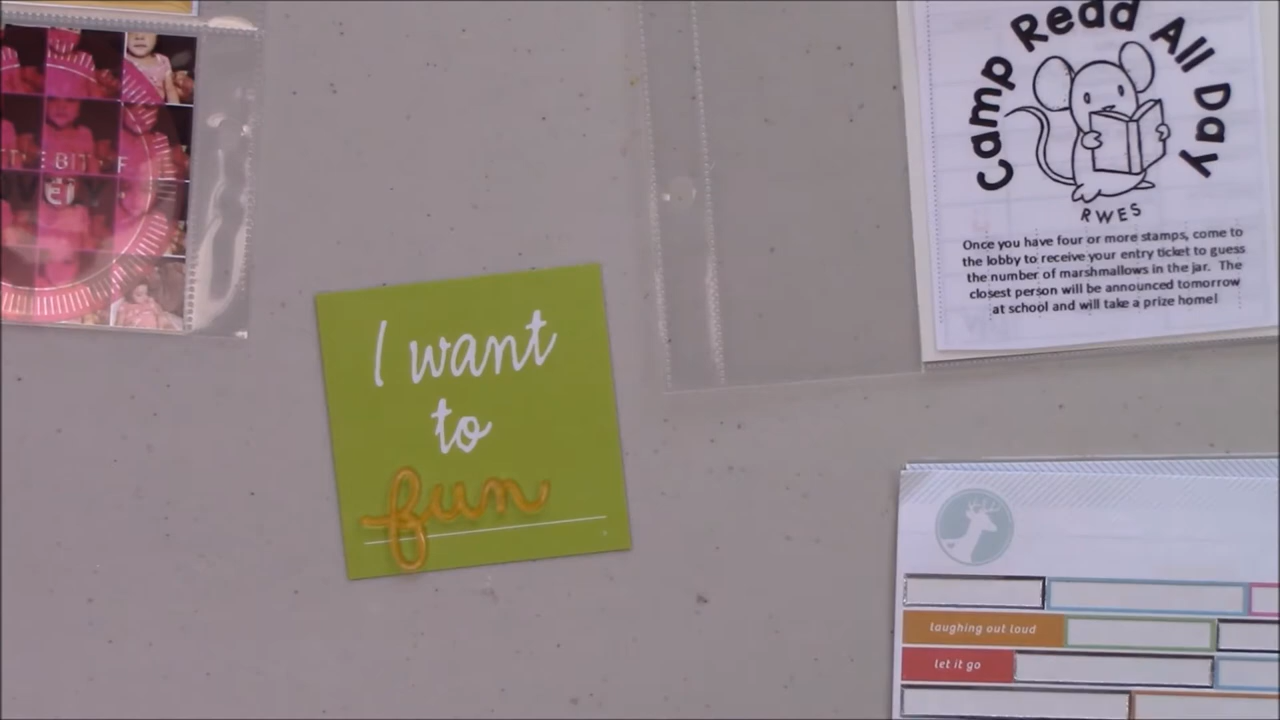 Camp Read All Day
RWES
Once you have four or more stamps, come to
the lobby to receive your entry ticket to guess
the number of marshmallows in the jar. The
closest person will be announced tomorrow
at school and will take a prize home!
I want
to
fun
laughing out loud
let it go